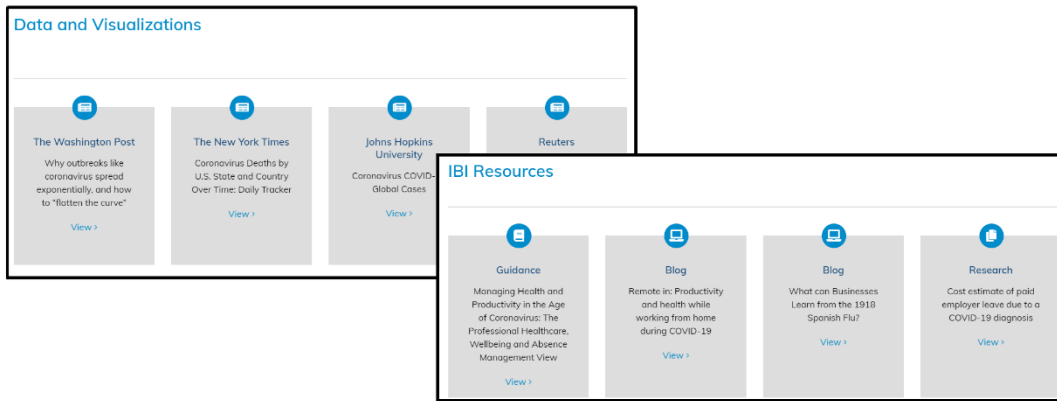 Data and Visualizations
The Washington Post
Why outbreaks like
coronavirus spread
exponentially, and how
to "flatten the curve"
View >
The New York Times
Coronavirus Deaths by
U.S. State and Country
Over Time: Daily Tracker
View >
Johns Hopkins
University
Coronavirus COVID-
Global Cases
View >
Reuters
IBI Resources
Guidance
Managing Health and
Productivity in the Age
of Coronavirus: The
Professional Healthcare,
Wellbeing and Absence
Management View
View >
Blog
Remote in: Productivity
and health while
working from home
during COVID-19
View >
Blog
What can Businesses
Learn from the 1918
Spanish Flu?
View >
Research
Cost estimate of paid
employer leave due to a
COVID-19 diagnosis
View >